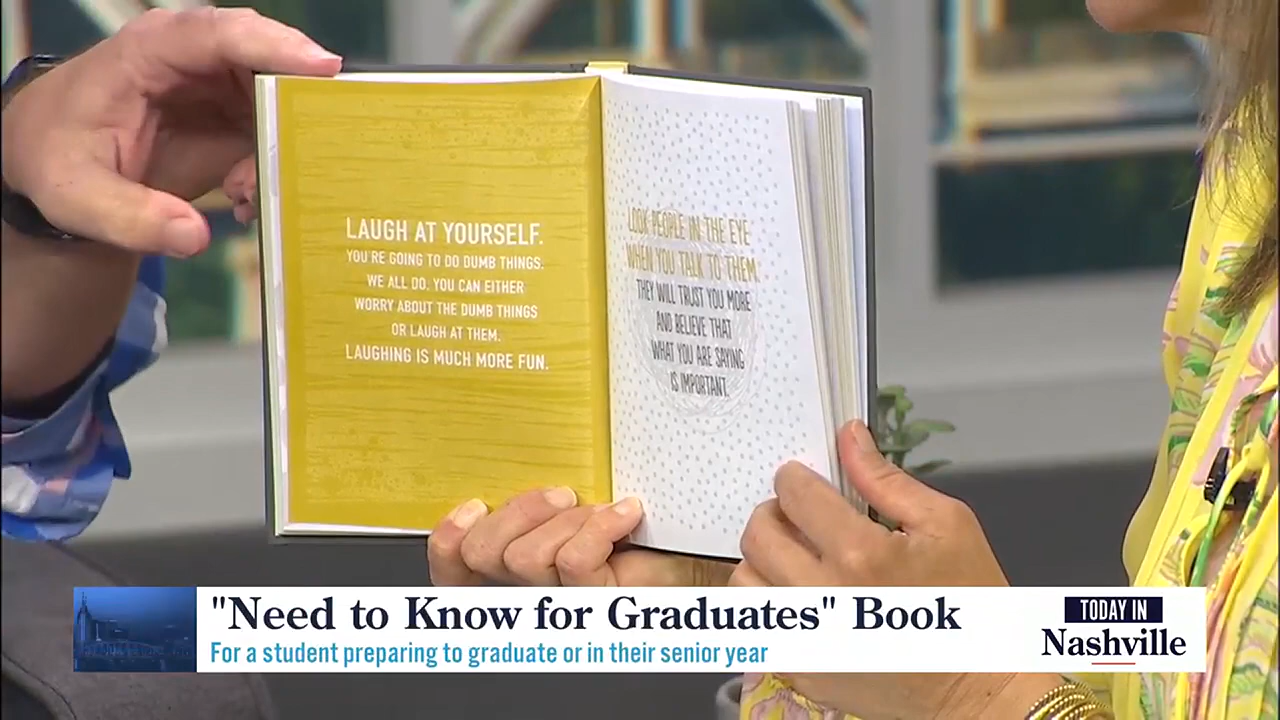 LAUGH AT YOURSELF.
YOU'RE GOING TO DO DUMB THINGS.
WE ALL DO. YOU CAN EITHER
WORRY ABOUT THE DUMB THINGS
OR LAUGH AT THEM.
LAUGHING IS MUCH MORE FUN.
LOOK PEOPLE IN THE EYE
WHEN YOU TALK TO THEM.
THEY WILL TRUST YOU MORE
AND BELIEVE THAT
WHAT YOU ARE SAYING
IS IMPORTANT.
"Need to Know for Graduates" Book
For a student preparing to graduate or in their senior year
TODAY IN
Nashville